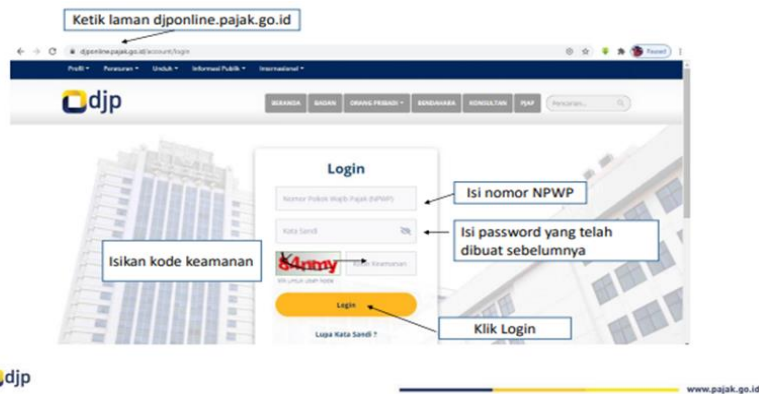 Ketik laman djponline.pajak.go.id
djponline.pajak.go.id/account/login
Profil Peraturan Unduh Informasi Publik Internasional
djp
BERANDA BADAN ORANG PRIBADI BENDAHARA KONSULTAN PJAP Pencarian...
Login
Nomor Pokok Wajib Pajak (NPWP)
Isi nomor NPWP
Kata Sandi
Isi password yang telah
dibuat sebelumnya
Isikan kode keamanan
Kode Keamanan
Login
Klik Login
Lupa Kata Sandi ?
djp
www.pajak.go.id